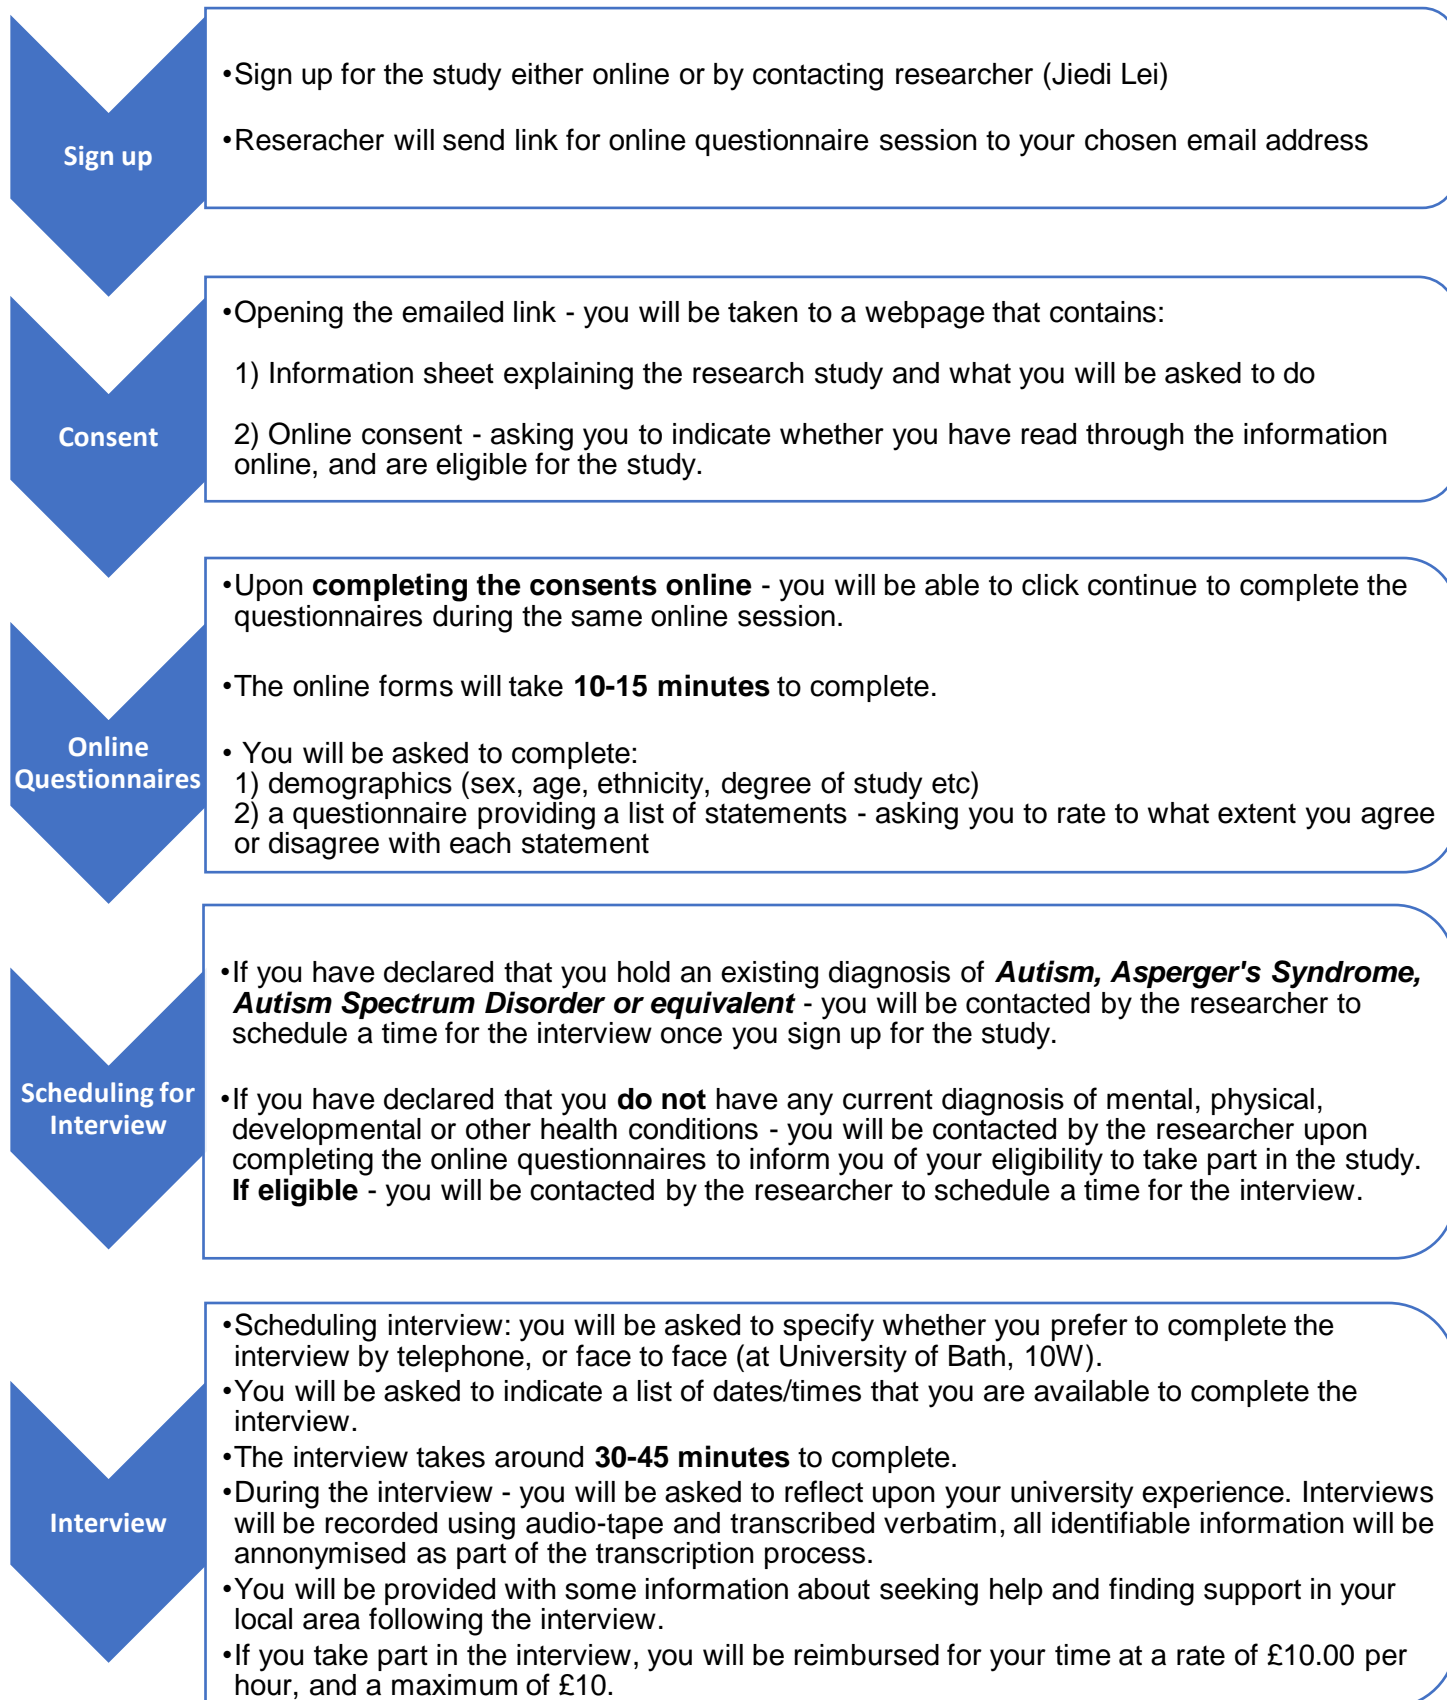 Sign up
•Sign up for the study either online or by contacting researcher (Jiedi Lei)
•Reseracher will send link for online questionnaire session to your chosen email address
Consent
•Opening the emailed link - you will be taken to a webpage that contains:
1) Information sheet explaining the research study and what you will be asked to do
2) Online consent - asking you to indicate whether you have read through the information
online, and are eligible for the study.
Online
Questionnaires
•Upon completing the consents online - you will be able to click continue to complete the
questionnaires during the same online session.
•The online forms will take 10-15 minutes to complete.
• You will be asked to complete:
1) demographics (sex, age, ethnicity, degree of study etc)
2) a questionnaire providing a list of statements - asking you to rate to what extent you agree
or disagree with each statement
Scheduling for
Interview
•If you have declared that you hold an existing diagnosis of Autism, Asperger's Syndrome,
Autism Spectrum Disorder or equivalent - you will be contacted by the researcher to
schedule a time for the interview once you sign up for the study.
•If you have declared that you do not have any current diagnosis of mental, physical,
developmental or other health conditions - you will be contacted by the researcher upon
completing the online questionnaires to inform you of your eligibility to take part in the study.
If eligible - you will be contacted by the researcher to schedule a time for the interview.
Interview
•Scheduling interview: you will be asked to specify whether you prefer to complete the
interview by telephone, or face to face (at University of Bath, 10W).
•You will be asked to indicate a list of dates/times that you are available to complete the
interview.
•The interview takes around 30-45 minutes to complete.
•During the interview - you will be asked to reflect upon your university experience. Interviews
will be recorded using audio-tape and transcribed verbatim, all identifiable information will be
annonymised as part of the transcription process.
•You will be provided with some information about seeking help and finding support in your
local area following the interview.
•If you take part in the interview, you will be reimbursed for your time at a rate of £10.00 per
hour, and a maximum of £10.